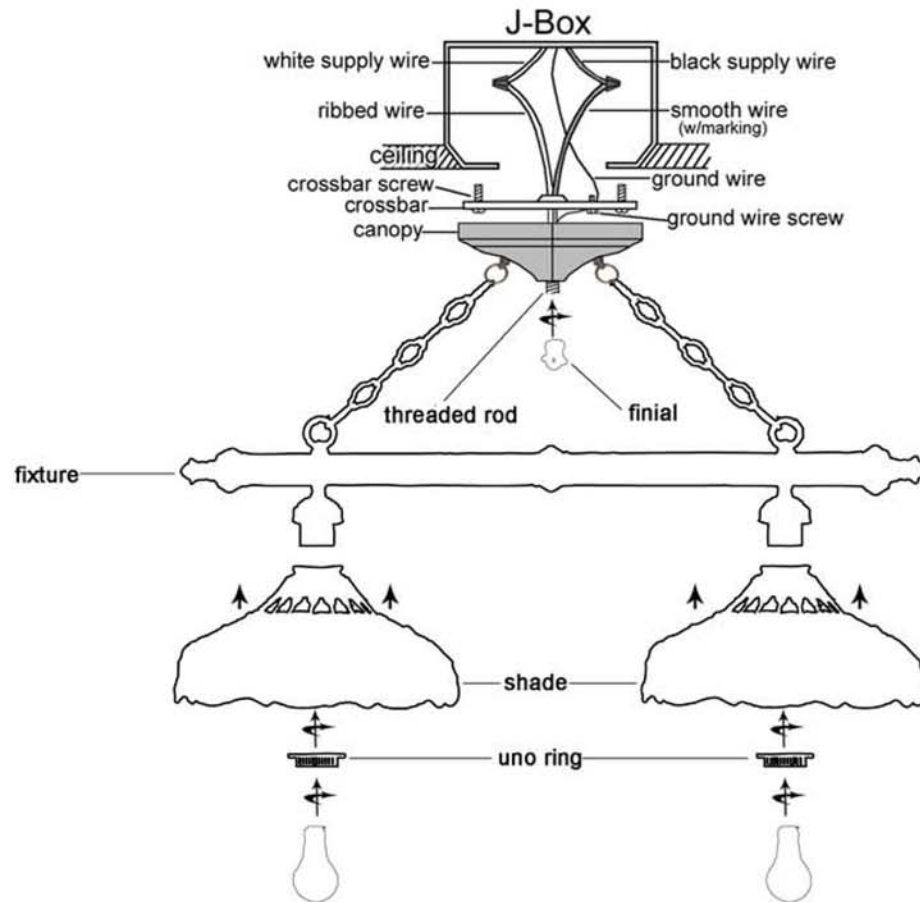 J-Box
white supply wire
black supply wire
ribbed wire
smooth wire
(w/marking)
ceiling
crossbar screw
ground wire
crossbar
ground wire screw
canopy
threaded rod
finial
fixture
shade
uno ring